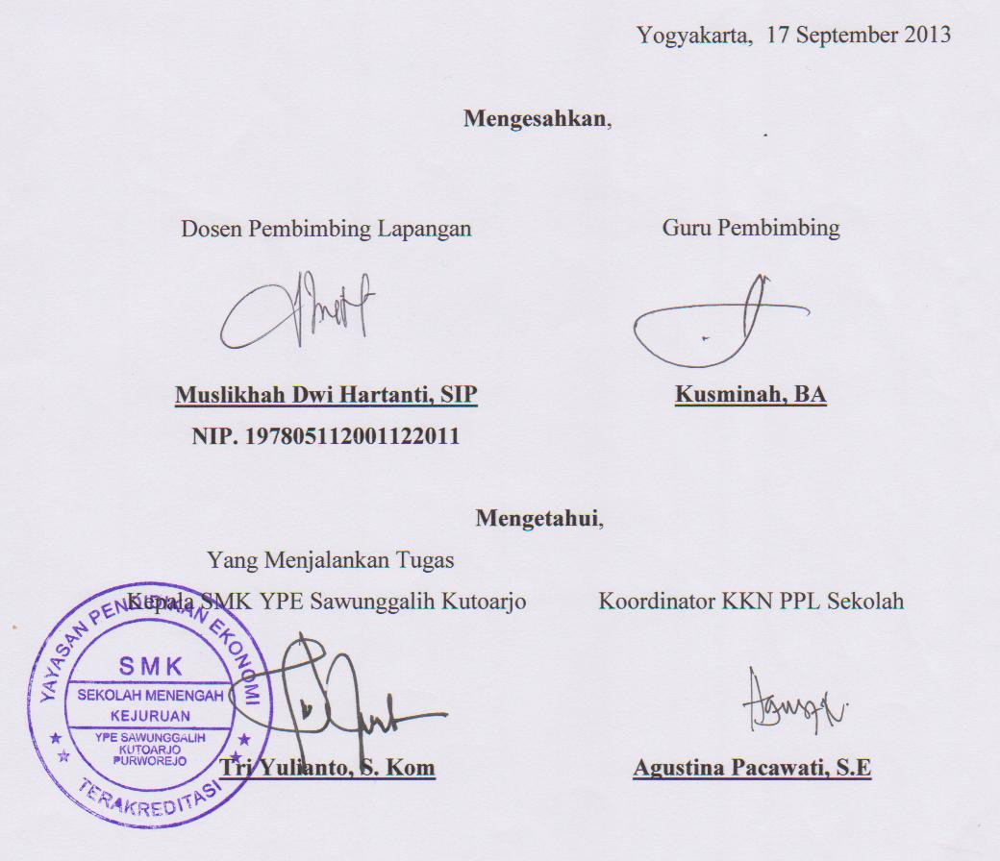 Yogyakarta, 17 September 2013
Mengesahkan,
Dosen Pembimbing Lapangan
Guru Pembimbing
Muslikhah Dwi Hartanti, SIP
Kusminah, BA
NIP. 197805112001122011
Mengetahui,
Yang Menjalankan Tugas
Kepala SMK YPE Sawunggalih Kutoarjo
Koordinator KKN PPL Sekolah
YAYASAN PENDIDIKAN EKONOMI
SMK
SEKOLAH MENENGAH
KEJURUAN
YPE SAWUNGGALIH
KUTOARJO
PURWOREJO
TERAKREDITASI
Tri Yulianto, S. Kom
Agustina Pacawati, S.E